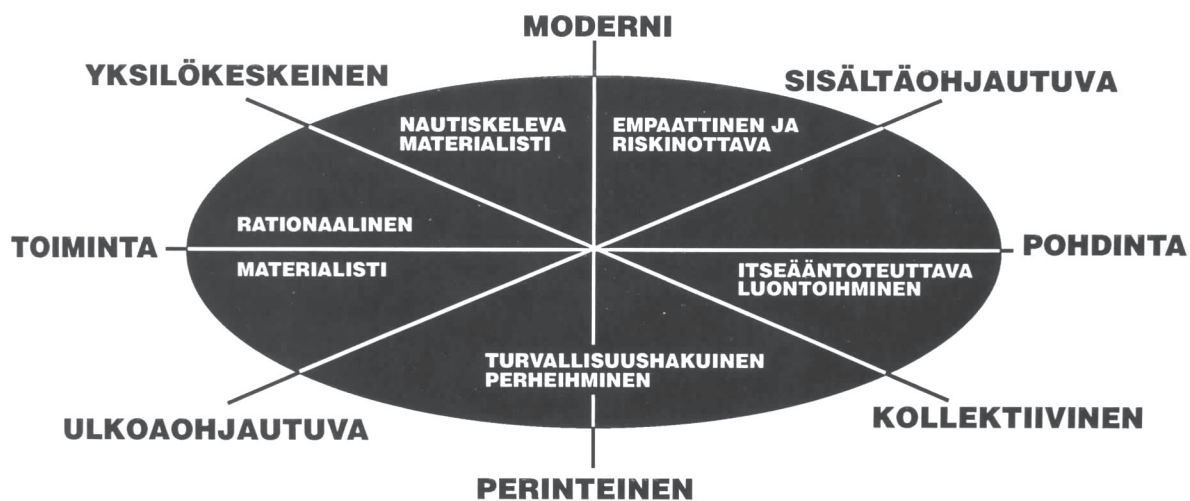 MODERNI
YKSILÖKESKEINEN
SISÄLTÄOHJAUTUVA
NAUTISKELEVA
MATERIALISTI
EMPAATTINEN JA
RISKINOTTAVA
RATIONAALINEN
TOIMINTA
POHDINTA
MATERIALISTI
ITSEÄÄNTOTEUTTAVA
LUONTOIHMINEN
TURVALLISUUSHAKUINEN
PERHEIHMINEN
ULKOAOHJAUTUVA
KOLLEKTIIVINEN
PERINTEINEN